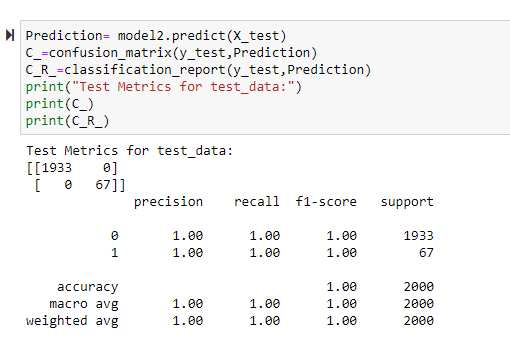 Prediction= model2.predict(X_test)
C_=confusion_matrix(y_test,Prediction)
C_R_=classification_report(y_test,Prediction)
print("Test Metrics for test_data:")
print(C_)
print(C_R_)
Test Metrics for test_data:
[[1933    0]
 [   0   67]]
              precision    recall  f1-score   support
           0       1.00      1.00      1.00      1933
           1       1.00      1.00      1.00        67
    accuracy                           1.00      2000
   macro avg       1.00      1.00      1.00      2000
weighted avg       1.00      1.00      1.00      2000